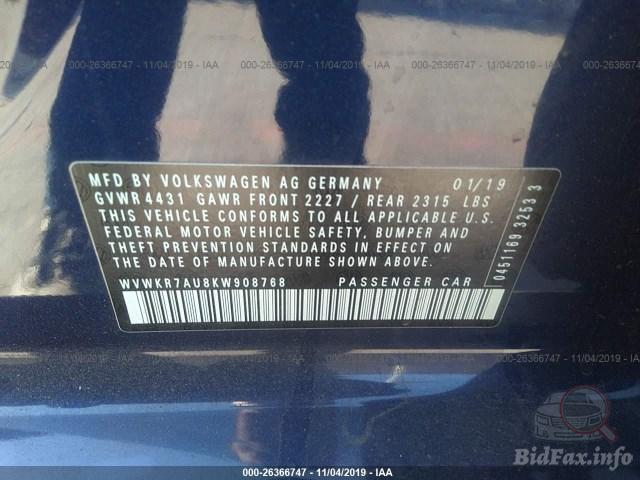 000-26366747 - 11/04/2019 - IAA
000-26366747 - 11/04/2019 - IAA
MFD BY VOLKSWAGEN AG GERMANY 01/19
GVWR 4431 GAWR FRONT 2227 / REAR 2315 LBS
THIS VEHICLE CONFORMS TO ALL APPLICABLE U.S.
FEDERAL MOTOR VEHICLE SAFETY, BUMPER AND
THEFT PREVENTION STANDARDS IN EFFECT ON
THE DATE OF MANUFACTURE SHOWN ABOVE
WVWKR7AU8KW908768 PASSENGER CAR
0451169 3253 3
000-26366747 - 11/04/2019 - IAA
000-26366747 - 11/04/2019 - IAA
000-26366747 - 11/04/2019 - IAA
BidFax.info